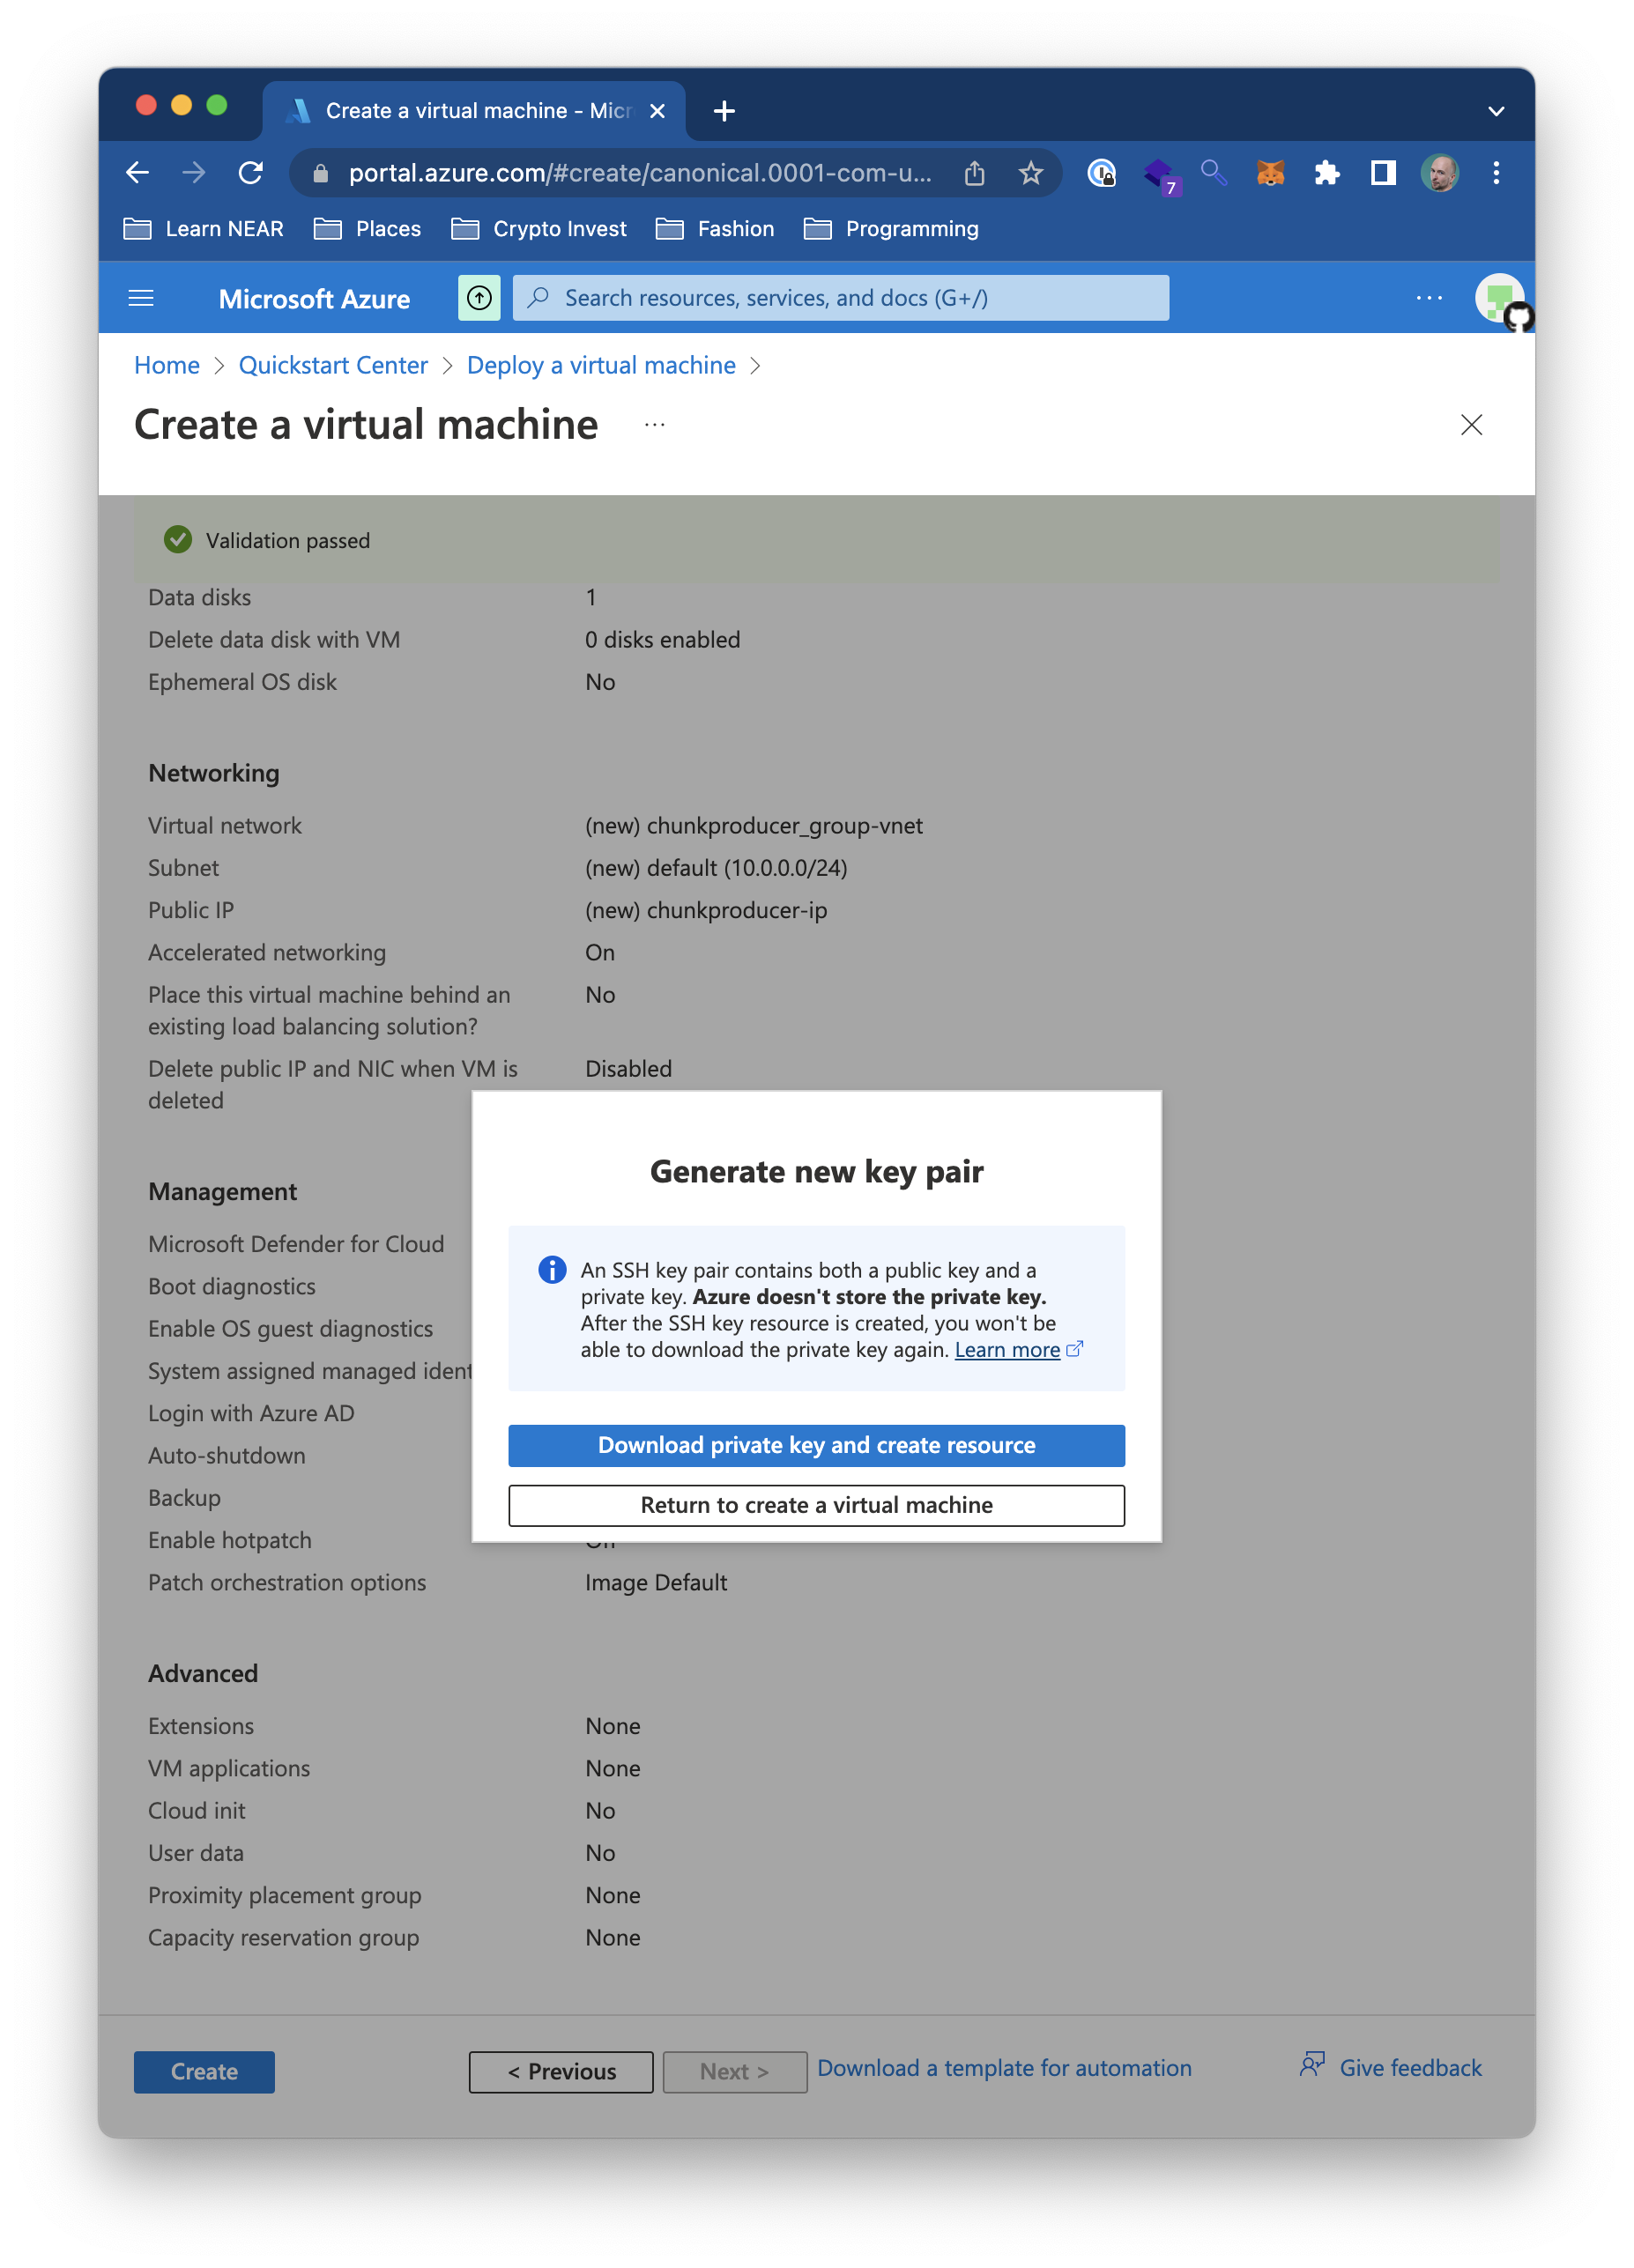 Create a virtual machine - Micr
portal.azure.com/#create/canonical.0001-com-u...
7
Learn NEAR
Places
Crypto Invest
Fashion
Programming
Microsoft Azure
Search resources, services, and docs (G+/)
Home > Quickstart Center > Deploy a virtual machine >
Create a virtual machine ...
Validation passed
Data disks 1
Delete data disk with VM 0 disks enabled
Ephemeral OS disk No
Networking
Virtual network (new) chunkproducer_group-vnet
Subnet (new) default (10.0.0.0/24)
Public IP (new) chunkproducer-ip
Accelerated networking On
Place this virtual machine behind an No
existing load balancing solution?
Delete public IP and NIC when VM is Disabled
deleted
Management
Microsoft Defender for Cloud
Boot diagnostics
Enable OS guest diagnostics
System assigned managed ident
Login with Azure AD
Auto-shutdown
Backup
Enable hotpatch
Patch orchestration options Image Default
Generate new key pair
An SSH key pair contains both a public key and a
private key. Azure doesn't store the private key.
After the SSH key resource is created, you won't be
able to download the private key again. Learn more
Download private key and create resource
Return to create a virtual machine
Advanced
Extensions None
VM applications None
Cloud init No
User data No
Proximity placement group None
Capacity reservation group None
Create
< Previous
Next >
Download a template for automation
Give feedback